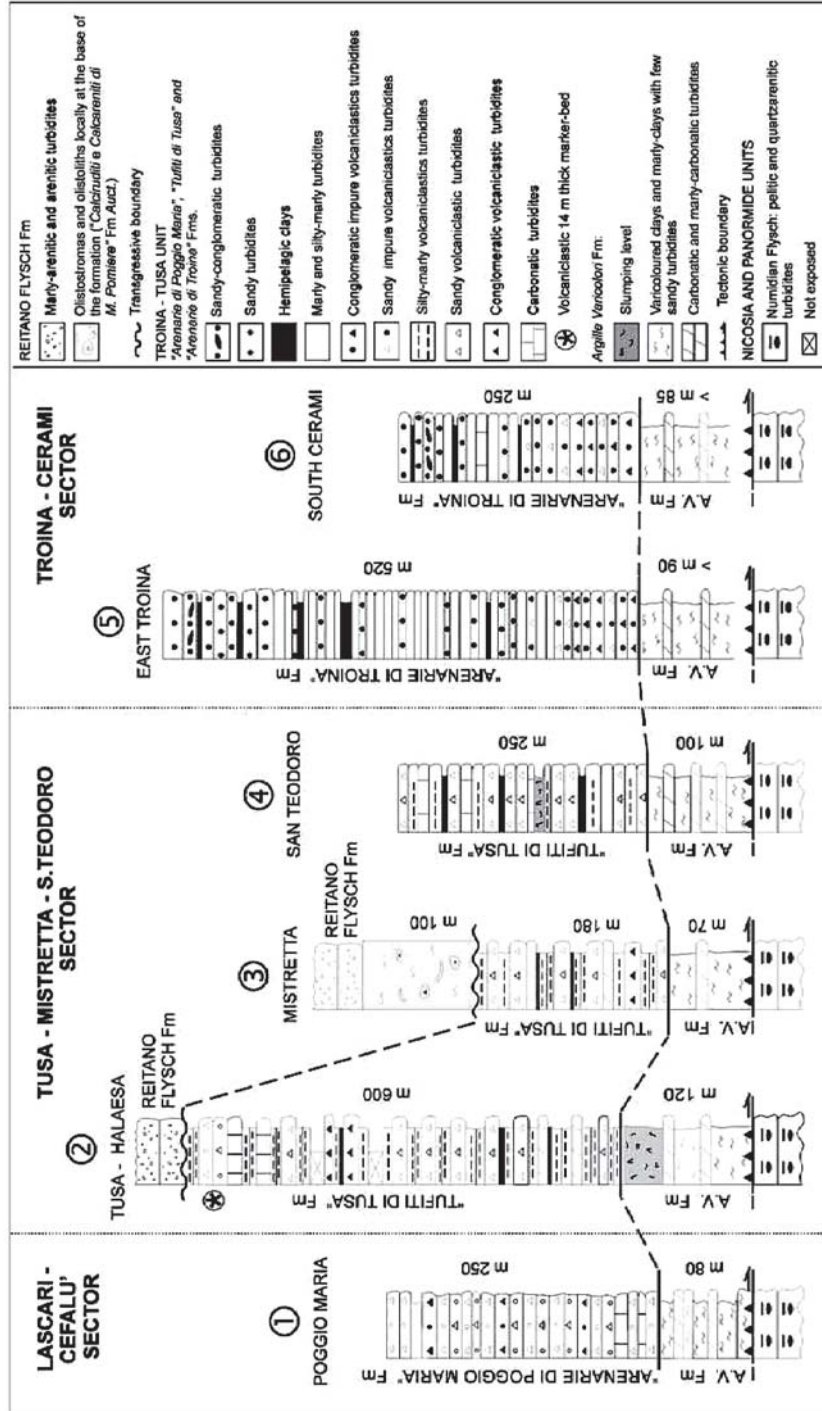 LASCARI -
CEFALU'
SECTOR
①
POGGIO MARIA
"ARENARIE DI POGGIO MARIA" Fm
m 250
A.V. Fm
m 80
TUSA - MISTRETTA - S.TEODORO
SECTOR
②
TUSA - HALAESA
REITANO
FLYSCH Fm
"TUFITI DI TUSA" Fm
m 600
A.V. Fm
m 120
③
MISTRETTA
REITANO
FLYSCH Fm
m 100
"TUFITI DI TUSA" Fm
m 180
A.V. Fm
m 70
④
SAN TEODORO
"TUFITI DI TUSA" Fm
m 250
A.V. Fm
m 100
TROINA - CERAMI
SECTOR
⑤
EAST TROINA
"ARENARIE DI TROINA" Fm
m 520
A.V. Fm
m 90 >
⑥
SOUTH CERAMI
"ARENARIE DI TROINA" Fm
m 250
A.V. Fm
m 85 >
REITANO FLYSCH Fm
Marly-arenitic and arenitic turbidites
Olistostromas and olistoliths locally at the base of
the formation ("Calciruditi e Calcareniti di
M. Pomiere" Fm Auct.)
Transgressive boundary
TROINA - TUSA UNIT
"Arenarie di Poggio Maria", "Tufiti di Tusa" and
"Arenarie di Troina" Fms.
Sandy-conglomeratic turbidites
Sandy turbidites
Hemipelagic clays
Marly and silty-marly turbidites
Conglomeratic impure volcaniclastics turbidites
Sandy impure volcaniclastics turbidites
Silty-marly volcaniclastics turbidites
Sandy volcaniclastic turbidites
Conglomeratic volcaniclastic turbidites
Carbonatic turbidites
Volcaniclastic 14 m thick marker-bed
Argille Varicolori Fm:
Slumping level
Varicoloured clays and marly-clays with few
sandy turbidites
Carbonatic and marly-carbonatic turbidites
Tectonic boundary
NICOSIA AND PANORMIDE UNITS
Numidian Flysch: pelitic and quartzarenitic
turbidites
Not exposed